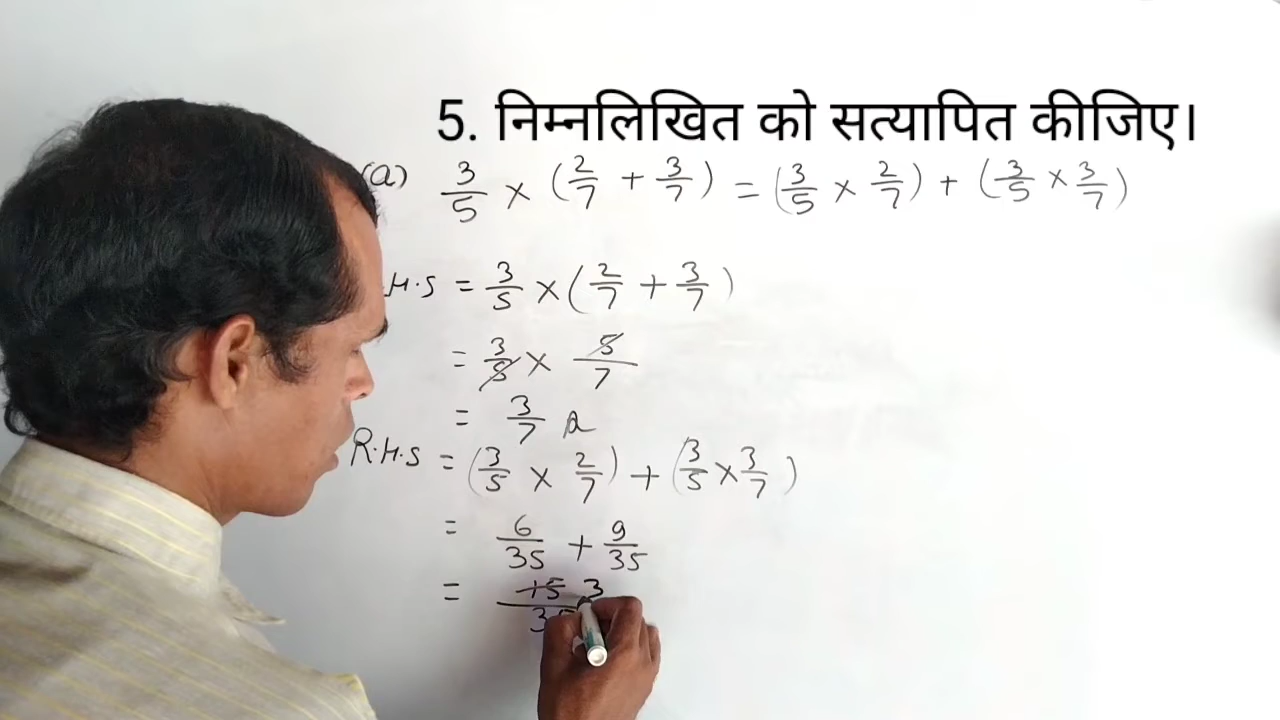 5. निम्नलिखित को सत्यापित कीजिए।
(a) 3/5 × (2/7 + 3/7) = (3/5 × 2/7) + (3/5 × 3/7)
.H.S = 3/5 × (2/7 + 3/7)
= 3/5 × 5/7
= 3/7
R.H.S = (3/5 × 2/7) + (3/5 × 3/7)
= 6/35 + 9/35
= 15 3/35